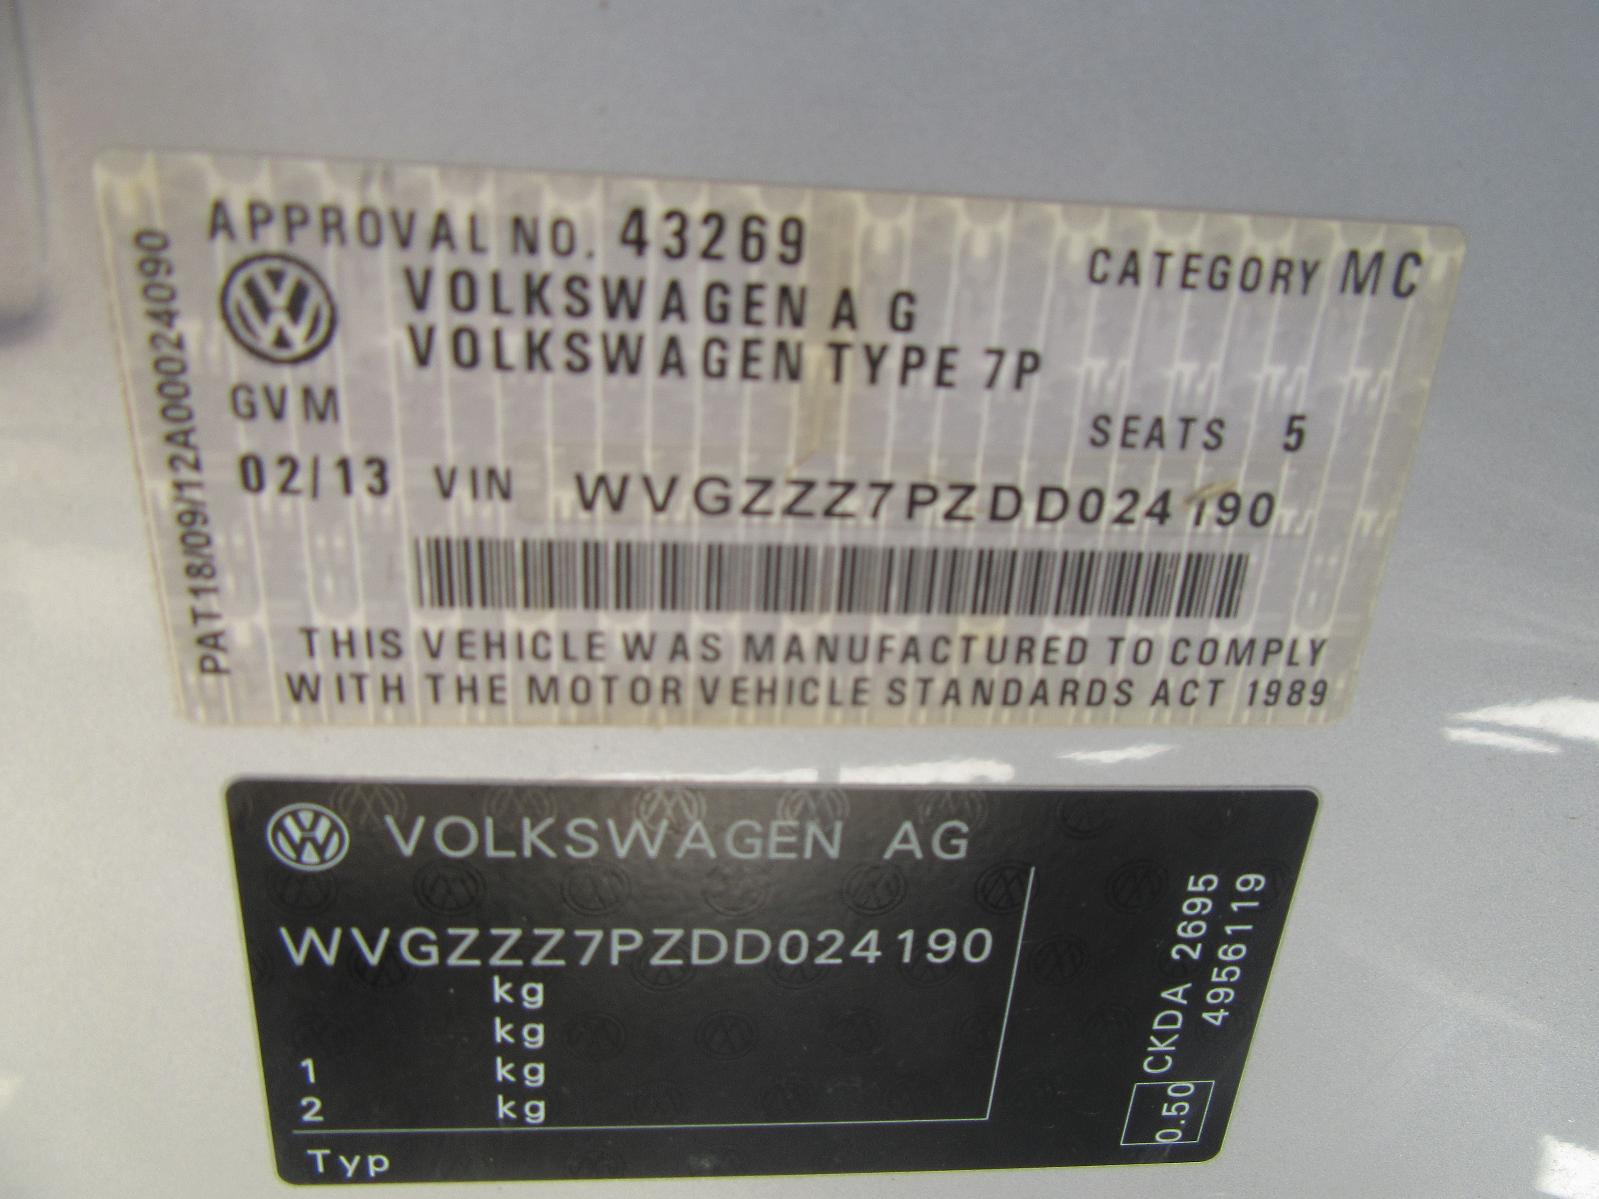 APPROVAL NO. 43269
CATEGORY MC
VOLKSWAGEN A G
VOLKSWAGEN TYPE 7P
GVM
SEATS 5
02/13 VIN WVGZZZ7PZDD024190
THIS VEHICLE WAS MANUFACTURED TO COMPLY
WITH THE MOTOR VEHICLE STANDARDS ACT 1989
PAT18/09/12A000024090
VOLKSWAGEN AG
WVGZZZ7PZDD024190
kg
kg
1 kg
2 kg
Typ
0.50 CKDA 2695
4956119